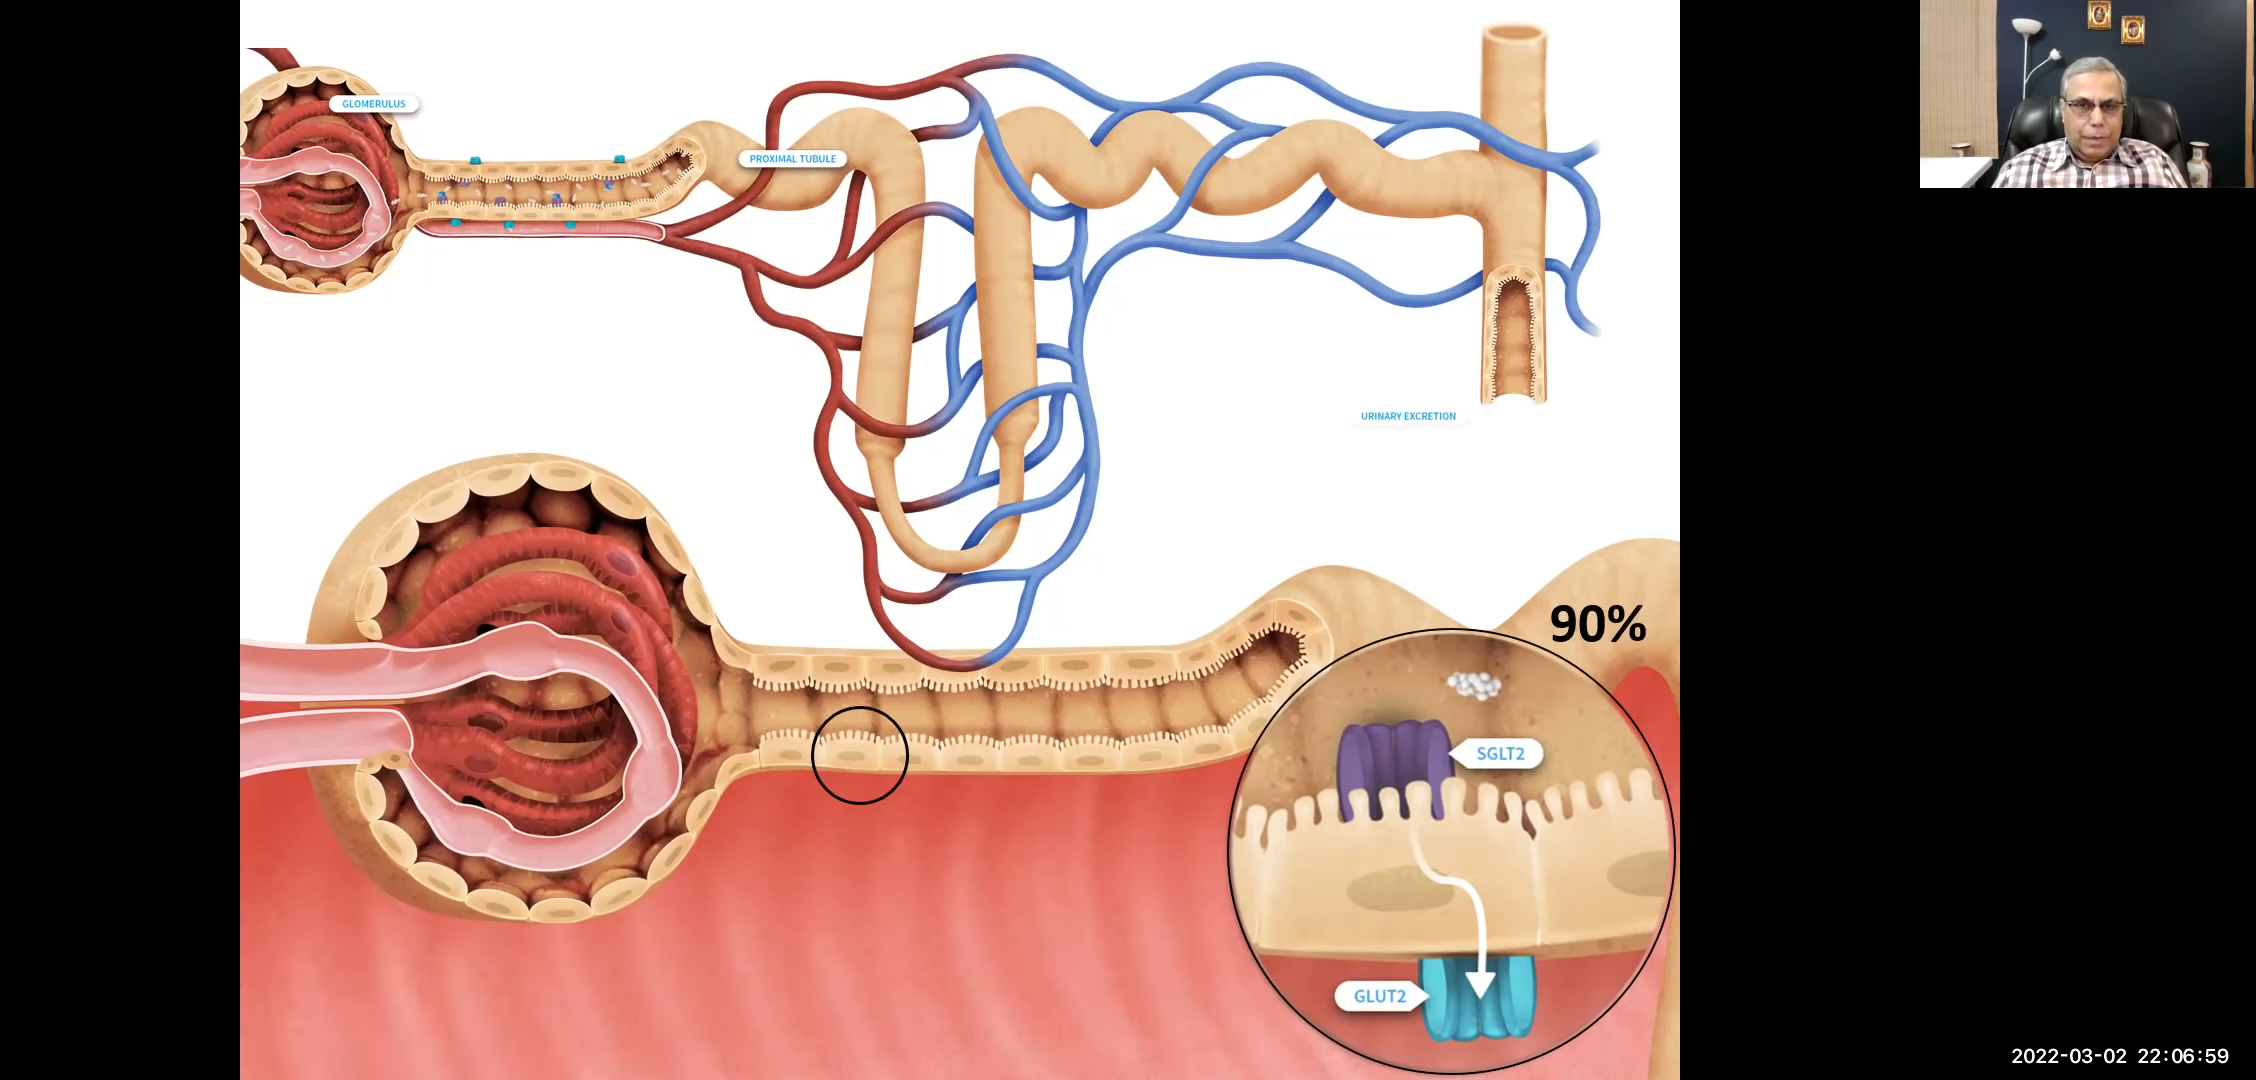 GLOMERULUS
PROXIMAL TUBULE
URINARY EXCRETION
90%
SGLT2
GLUT2
2022-03-02 22:06:59